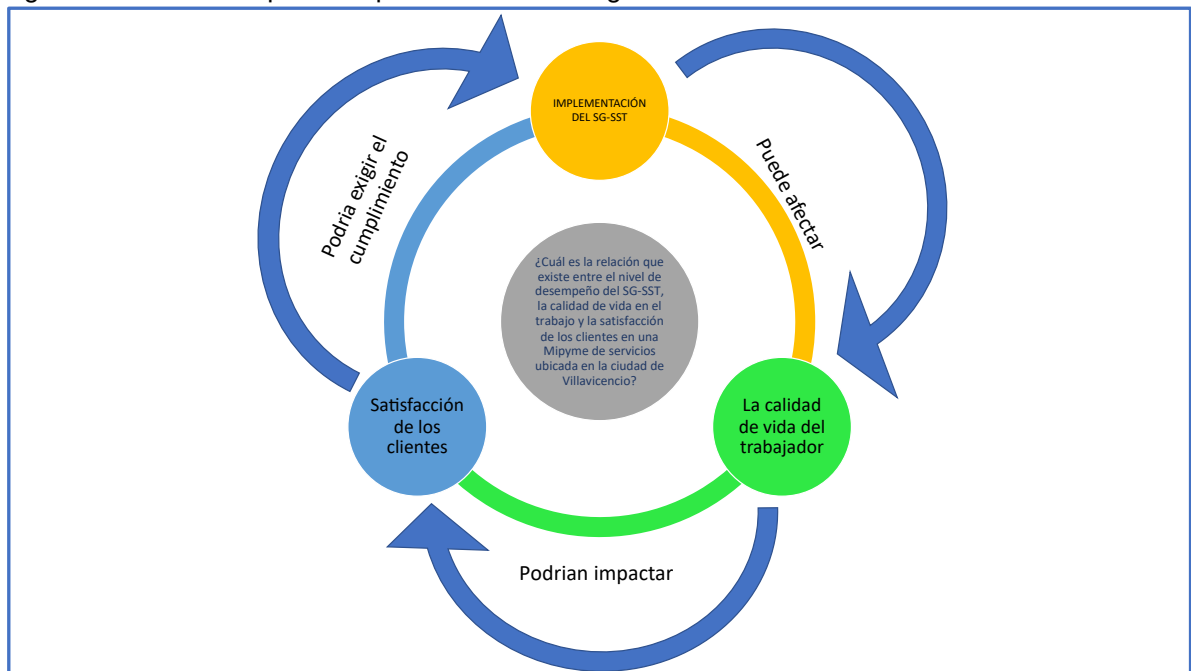 IMPLEMENTACIÓN
DEL SG-SST
Puede afectar
Podria exigir el
cumplimiento
¿Cuál es la relación que
existe entre el nivel de
desempeño del SG-SST,
la calidad de vida en el
trabajo y la satisfacción
de los clientes en una
Mipyme de servicios
ubicada en la ciudad de
Villavicencio?
La calidad
de vida del
trabajador
Satisfacción
de los
clientes
Podrian impactar